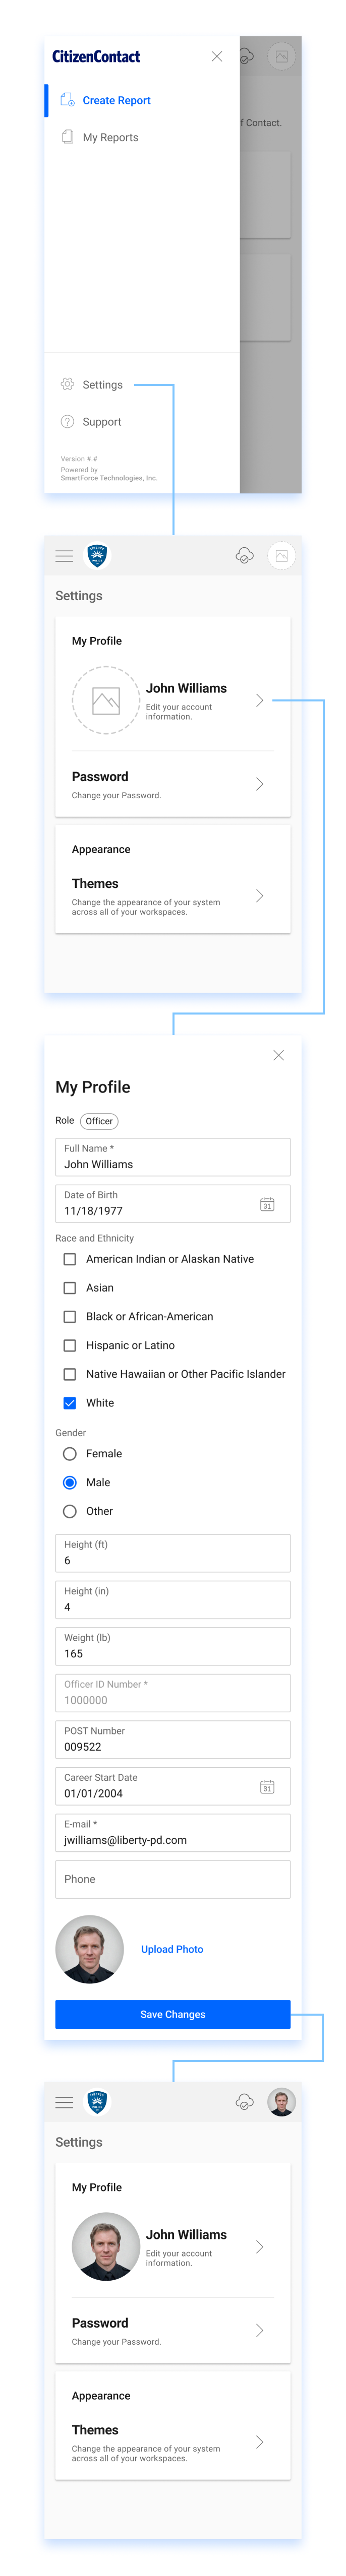 CitizenContact
Create Report
f Contact.
My Reports
Settings
Support
Version #.#
Powered by
SmartForce Technologies, Inc.
LIBERTY
Settings
My Profile
John Williams
Edit your account
information.
Password
Change your Password.
Appearance
Themes
Change the appearance of your system
across all of your workspaces.
My Profile
Role Officer
Full Name *
John Williams
Date of Birth
11/18/1977
31
Race and Ethnicity
American Indian or Alaskan Native
Asian
Black or African-American
Hispanic or Latino
Native Hawaiian or Other Pacific Islander
White
Gender
Female
Male
Other
Height (ft)
6
Height (in)
4
Weight (lb)
165
Officer ID Number *
1000000
POST Number
009522
Career Start Date
01/01/2004
31
E-mail *
jwilliams@liberty-pd.com
Phone
Upload Photo
Save Changes
LIBERTY
Settings
My Profile
John Williams
Edit your account
information.
Password
Change your Password.
Appearance
Themes
Change the appearance of your system
across all of your workspaces.